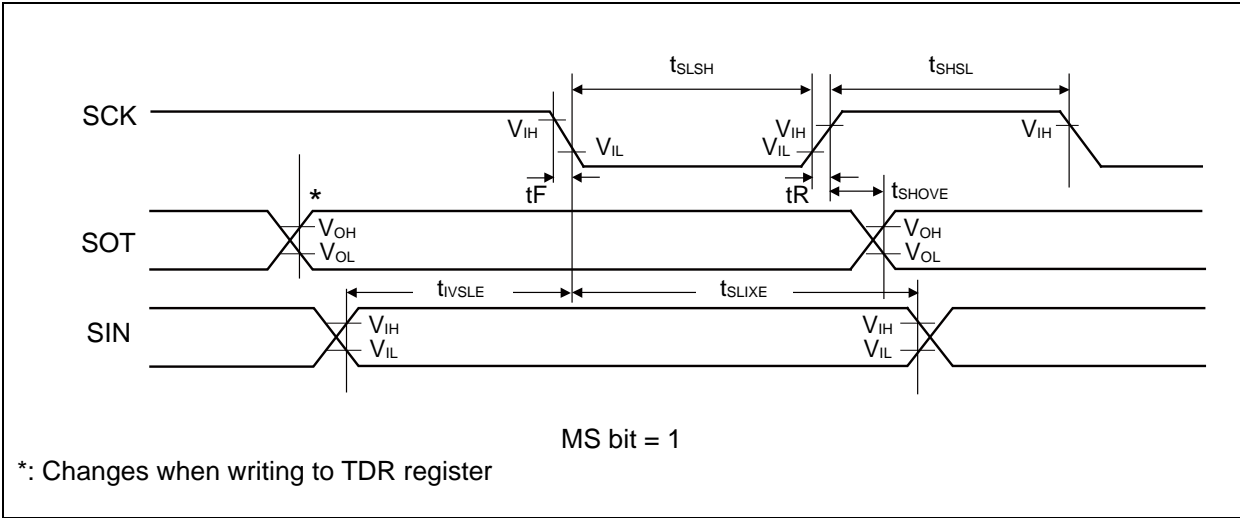 tSLSH
tSHSL
SCK
VIH
VIL
VIL
VIH
VIH
tF
tR
tSHOVE
*
SOT
VOH
VOL
VOH
VOL
tIVSLE
tSLIXE
SIN
VIH
VIL
VIH
VIL
MS bit = 1
*: Changes when writing to TDR register